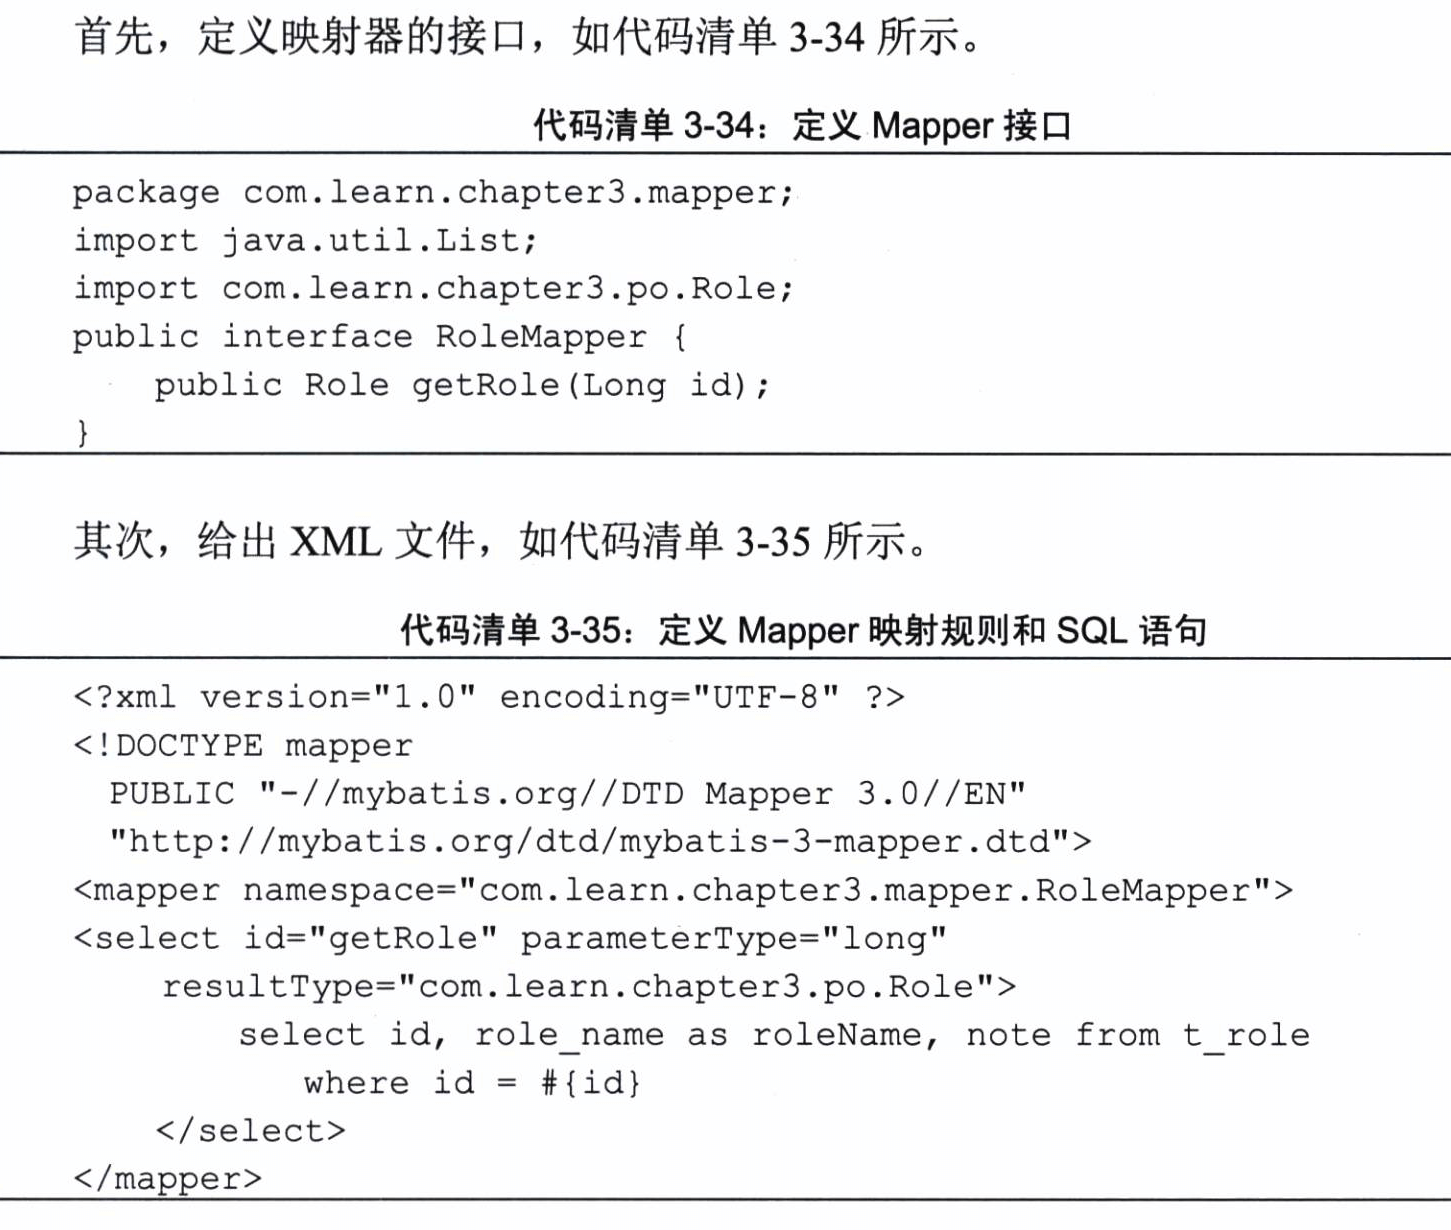 首先，定义映射器的接口，如代码清单 3-34 所示。
代码清单 3-34：定义 Mapper 接口
package com.learn.chapter3.mapper;
import java.util.List;
import com.learn.chapter3.po.Role;
public interface RoleMapper {
    public Role getRole(Long id);
}
其次，给出 XML 文件，如代码清单 3-35 所示。
代码清单 3-35：定义 Mapper 映射规则和 SQL 语句
<?xml version="1.0" encoding="UTF-8" ?>
<!DOCTYPE mapper
  PUBLIC "-//mybatis.org//DTD Mapper 3.0//EN"
  "http://mybatis.org/dtd/mybatis-3-mapper.dtd">
<mapper namespace="com.learn.chapter3.mapper.RoleMapper">
<select id="getRole" parameterType="long"
    resultType="com.learn.chapter3.po.Role">
        select id, role_name as roleName, note from t_role
           where id = #{id}
    </select>
</mapper>